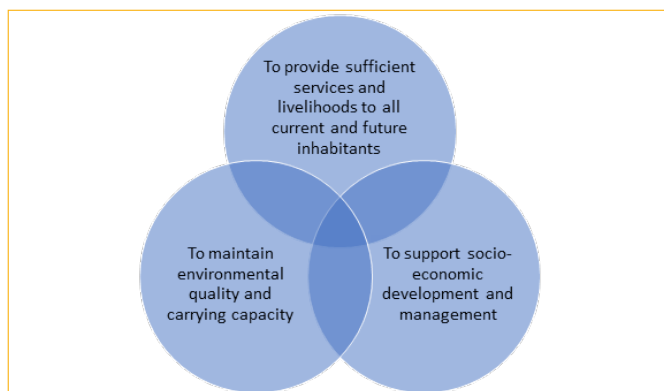 To provide sufficient
services and
livelihoods to all
current and future
inhabitants
To maintain
environmental
quality and
carrying capacity
To support socio-
economic
development and
management